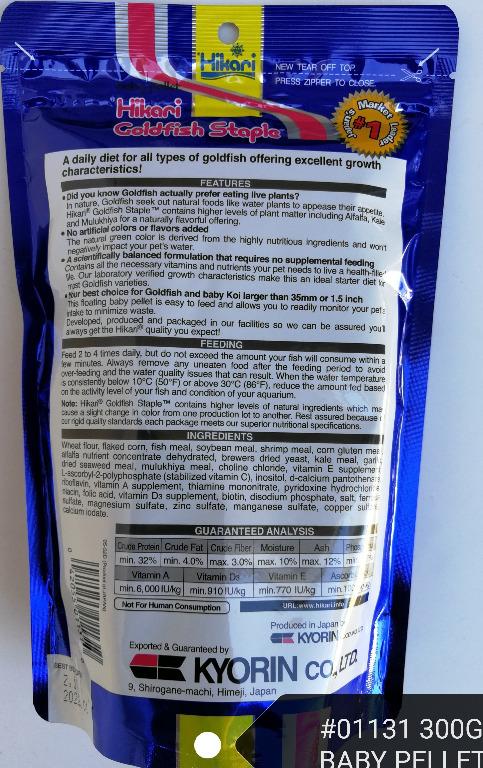 Hikari
NEW TEAR OFF TOP.
PRESS ZIPPER TO CLOSE.
Hikari
Goldfish Staple
Japan's Market Leader
#1
A daily diet for all types of goldfish offering excellent growth
characteristics!
FEATURES
• Did you know Goldfish actually prefer eating live plants?
In nature, Goldfish seek out natural foods like water plants to appease their appetite.
Hikari® Goldfish Staple™ contains higher levels of plant matter including Alfalfa, Kale
and Mulukhiya for a naturally flavorful offering.
• No artificial colors or flavors added
The natural green color is derived from the highly nutritious ingredients and won't
negatively impact your pet's water.
• A scientifically balanced formulation that requires no supplemental feeding
Contains all the necessary vitamins and nutrients your pet needs to live a health-filled
life. Our laboratory verified growth characteristics make this an ideal starter diet for
most Goldfish varieties.
• Your best choice for Goldfish and baby Koi larger than 35mm or 1.5 inch
This floating baby pellet is easy to feed and allows you to readily monitor your pet's
intake to minimize waste.
Developed, produced and packaged in our facilities so we can be assured you'll
always get the Hikari® quality you expect!
FEEDING
Feed 2 to 4 times daily, but do not exceed the amount your fish will consume within a
few minutes. Always remove any uneaten food after the feeding period to avoid
over-feeding and the water quality issues that can result. When the water temperature
is consistently below 10°C (50°F) or above 30°C (86°F), reduce the amount fed based
on the activity level of your fish and condition of your aquarium.
Note: Hikari® Goldfish Staple™ contains higher levels of natural ingredients which may
cause a slight change in color from one production lot to another. Rest assured because of
our rigid quality standards each package meets our superior nutritional specifications.
INGREDIENTS
Wheat flour, flaked corn, fish meal, soybean meal, shrimp meal, corn gluten meal,
alfalfa nutrient concentrate dehydrated, brewers dried yeast, kale meal, garlic,
dried seaweed meal, mulukhiya meal, choline chloride, vitamin E supplement,
L-ascorbyl-2-polyphosphate (stabilized vitamin C), inositol, d-calcium pantothenate,
riboflavin, vitamin A supplement, thiamine mononitrate, pyridoxine hydrochloride,
niacin, folic acid, vitamin D3 supplement, biotin, disodium phosphate, salt, ferrous
sulfate, magnesium sulfate, zinc sulfate, manganese sulfate, copper sulfate,
calcium iodate.
GUARANTEED ANALYSIS
Crude Protein Crude Fat Crude Fiber Moisture Ash
min. 32% min. 4.0% max. 3.0% max. 10% max. 12% min.
Vitamin A Vitamin D3 Vitamin E
min. 6,000 IU/kg min. 910 IU/kg min. 770 IU/kg
Not For Human Consumption
URL:www.hikari.info
Produced in Japan
KYORIN
Exported & Guaranteed by
KYORIN CO., LTD.
9, Shirogane-machi, Himeji, Japan
#01131 300G
BABY PELLET